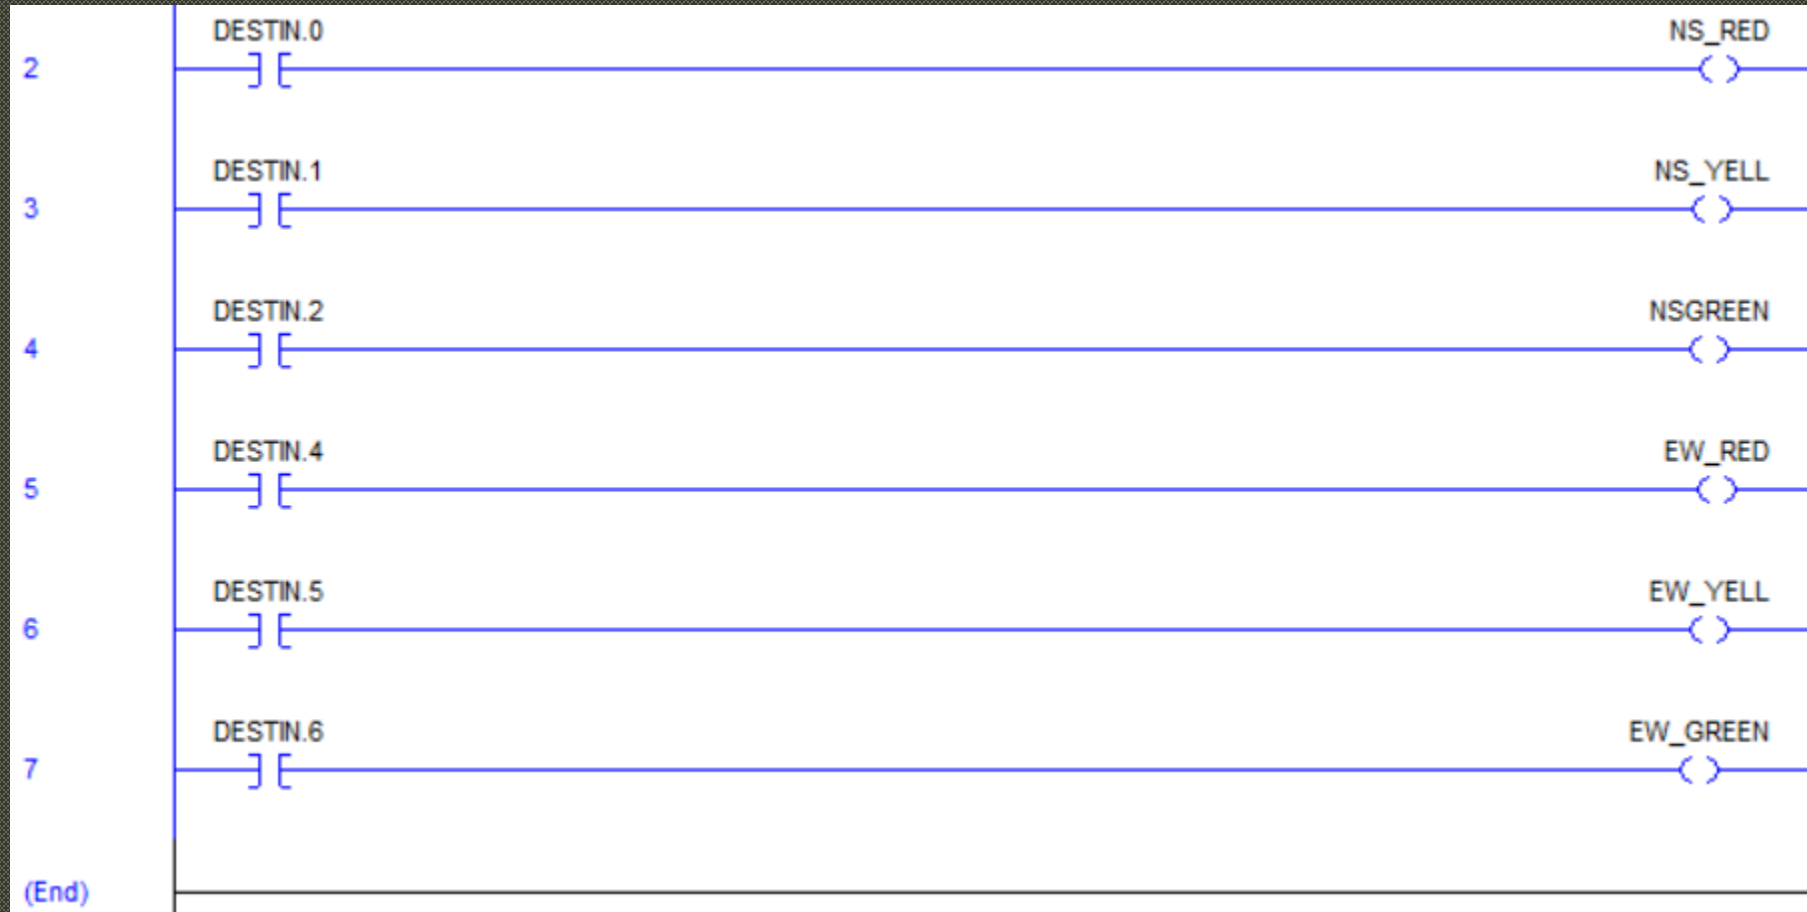 DESTIN.0 NS_RED
2
DESTIN.1 NS_YELL
3
DESTIN.2 NSGREEN
4
DESTIN.4 EW_RED
5
DESTIN.5 EW_YELL
6
DESTIN.6 EW_GREEN
7
(End)